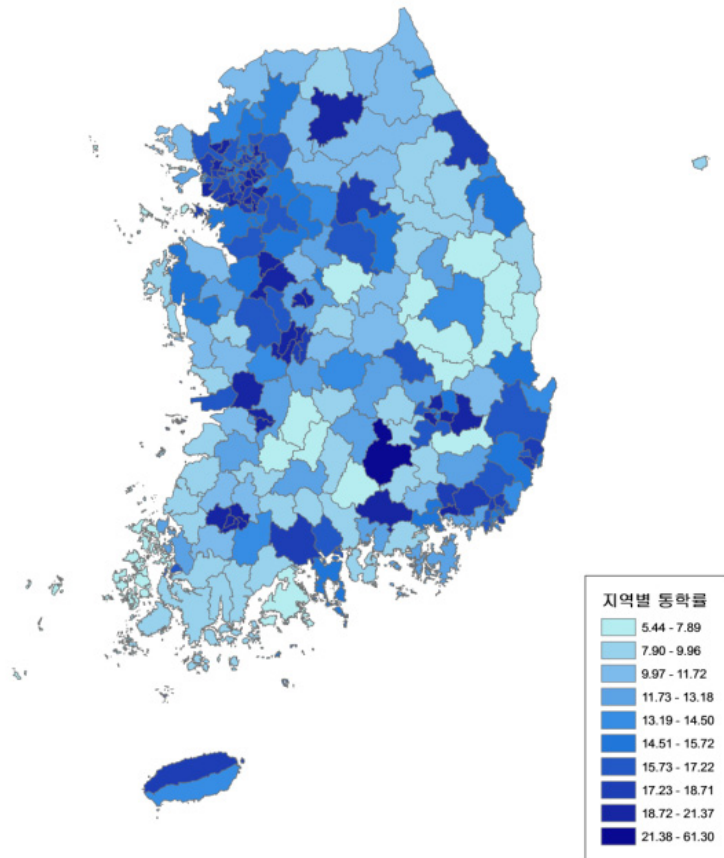 지역별 통학률
5.44 - 7.89
7.90 - 9.96
9.97 - 11.72
11.73 - 13.18
13.19 - 14.50
14.51 - 15.72
15.73 - 17.22
17.23 - 18.71
18.72 - 21.37
21.38 - 61.30